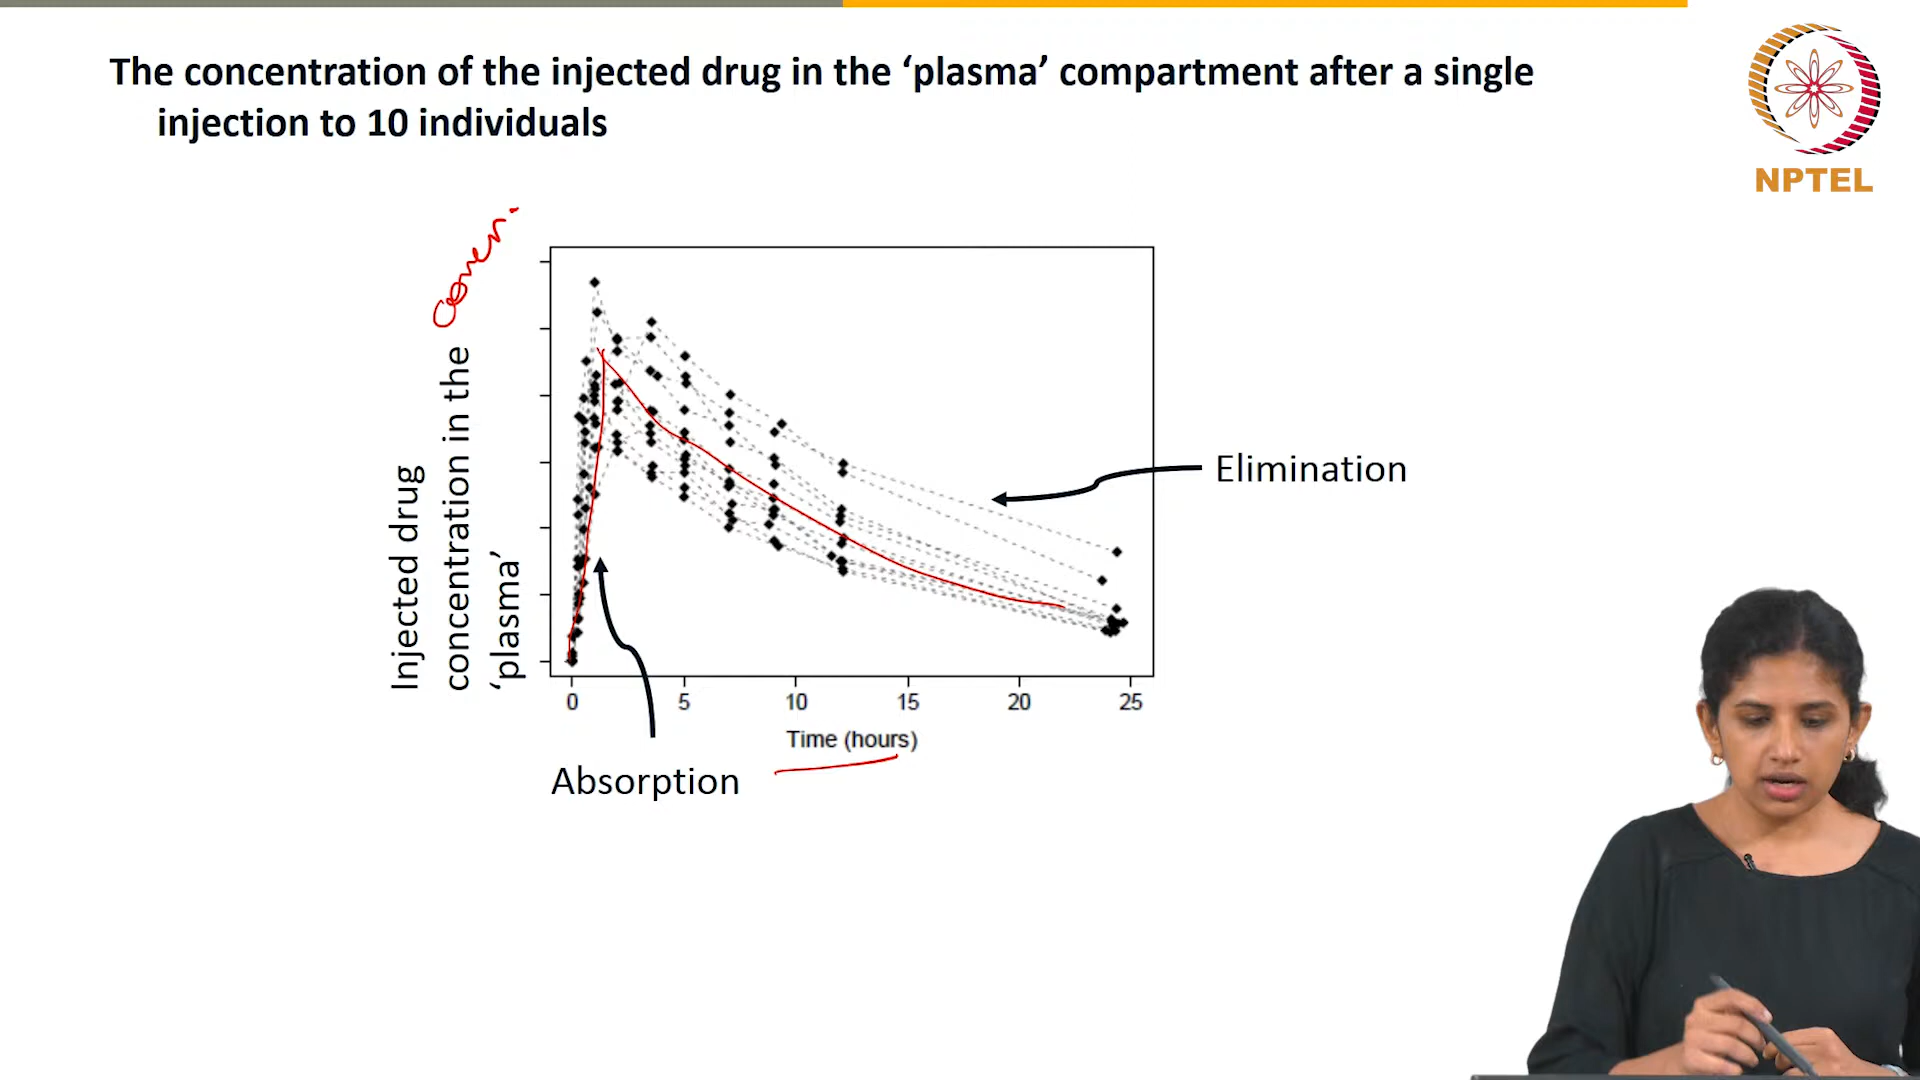 The concentration of the injected drug in the ‘plasma’ compartment after a single
injection to 10 individuals
NPTEL
Injected drug
concentration in the
‘plasma’
Elimination
0 5 10 15 20 25
Time (hours)
Absorption